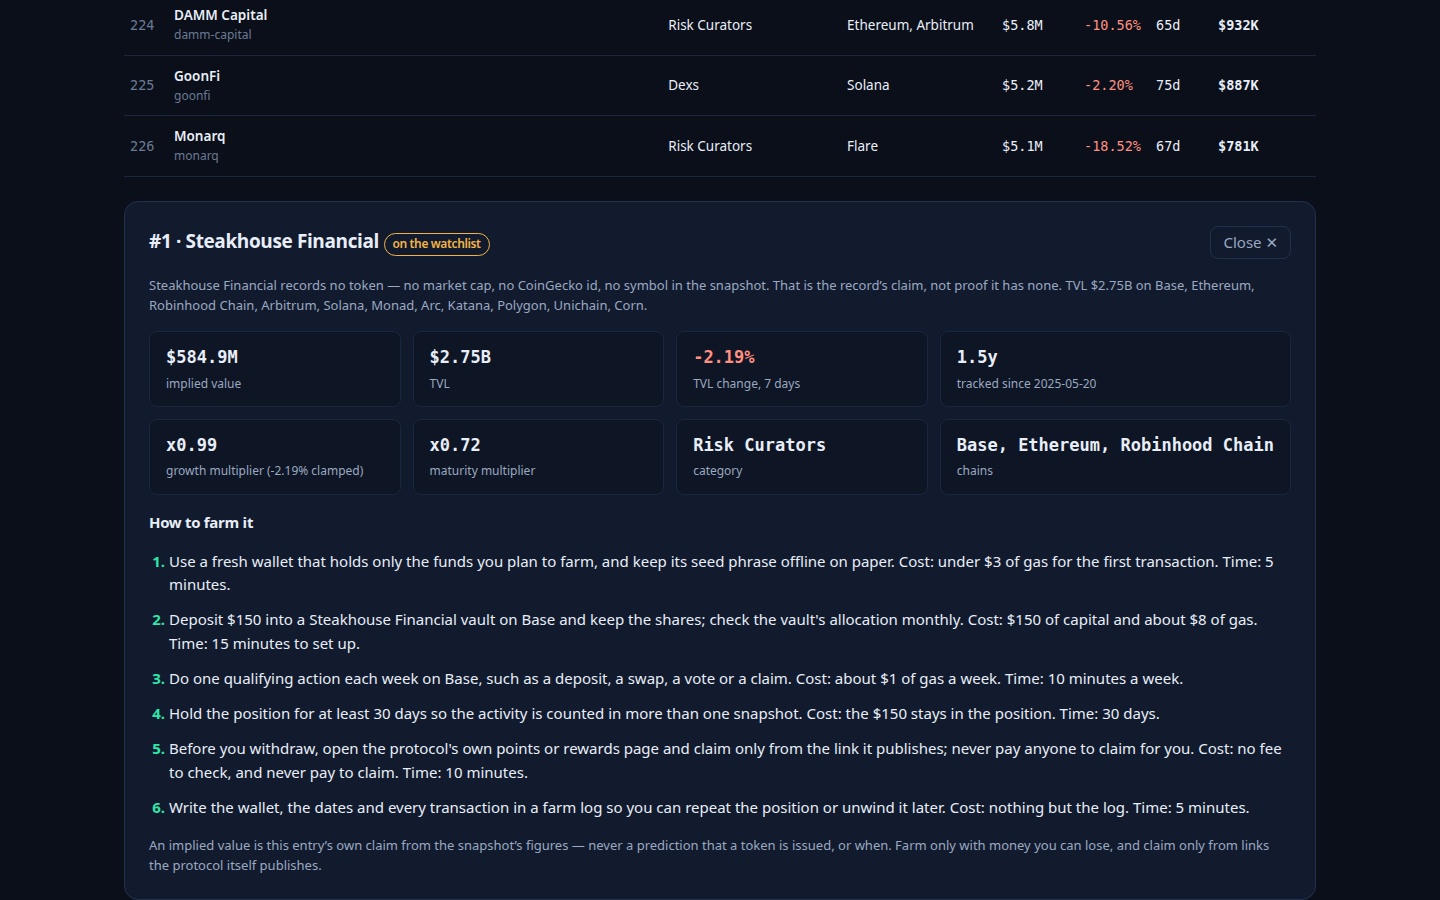 224 DAMM Capital Risk Curators Ethereum, Arbitrum $5.8M -10.56% 65d $932K
damm-capital
225 GoonFi Dexs Solana $5.2M -2.20% 75d $887K
goonfi
226 Monarq Risk Curators Flare $5.1M -18.52% 67d $781K
monarq
#1 · Steakhouse Financial on the watchlist Close ✕
Steakhouse Financial records no token — no market cap, no CoinGecko id, no symbol in the snapshot. That is the record's claim, not proof it has none. TVL $2.75B on Base, Ethereum,
Robinhood Chain, Arbitrum, Solana, Monad, Arc, Katana, Polygon, Unichain, Corn.
$584.9M $2.75B -2.19% 1.5y
implied value TVL TVL change, 7 days tracked since 2025-05-20
x0.99 x0.72 Risk Curators Base, Ethereum, Robinhood Chain
growth multiplier (-2.19% clamped) maturity multiplier category chains
How to farm it
1. Use a fresh wallet that holds only the funds you plan to farm, and keep its seed phrase offline on paper. Cost: under $3 of gas for the first transaction. Time: 5
minutes.
2. Deposit $150 into a Steakhouse Financial vault on Base and keep the shares; check the vault's allocation monthly. Cost: $150 of capital and about $8 of gas.
Time: 15 minutes to set up.
3. Do one qualifying action each week on Base, such as a deposit, a swap, a vote or a claim. Cost: about $1 of gas a week. Time: 10 minutes a week.
4. Hold the position for at least 30 days so the activity is counted in more than one snapshot. Cost: the $150 stays in the position. Time: 30 days.
5. Before you withdraw, open the protocol's own points or rewards page and claim only from the link it publishes; never pay anyone to claim for you. Cost: no fee
to check, and never pay to claim. Time: 10 minutes.
6. Write the wallet, the dates and every transaction in a farm log so you can repeat the position or unwind it later. Cost: nothing but the log. Time: 5 minutes.
An implied value is this entry's own claim from the snapshot's figures — never a prediction that a token is issued, or when. Farm only with money you can lose, and claim only from links
the protocol itself publishes.